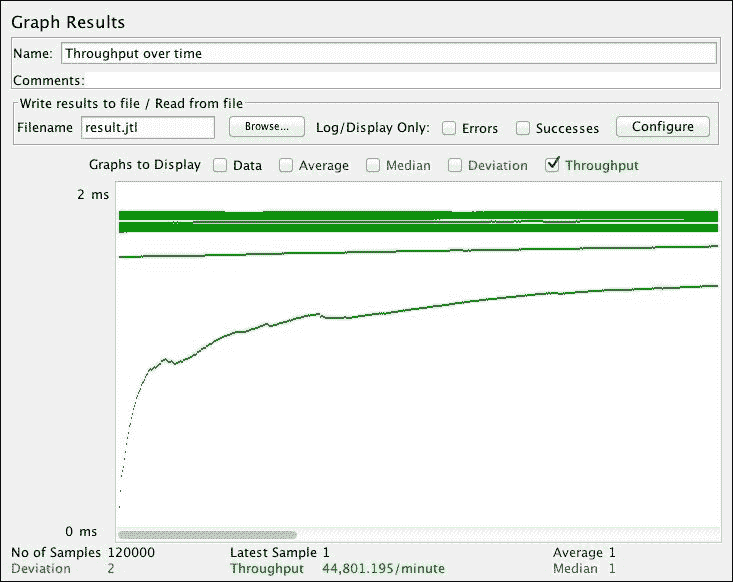 Graph Results
Name: Throughput over time
Comments:
Write results to file / Read from file
Filename result.jtl Browse... Log/Display Only: Errors Successes Configure
Graphs to Display Data Average Median Deviation Throughput
2 ms
0 ms
No of Samples 120000 Latest Sample 1 Average 1
Deviation 2 Throughput 44,801.195/minute Median 1